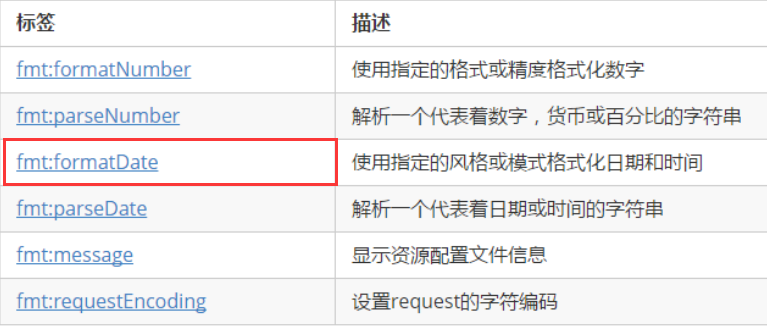 标签 描述
fmt:formatNumber 使用指定的格式或精度格式化数字
fmt:parseNumber 解析一个代表着数字，货币或百分比的字符串
fmt:formatDate 使用指定的风格或模式格式化日期和时间
fmt:parseDate 解析一个代表着日期或时间的字符串
fmt:message 显示资源配置文件信息
fmt:requestEncoding 设置request的字符编码